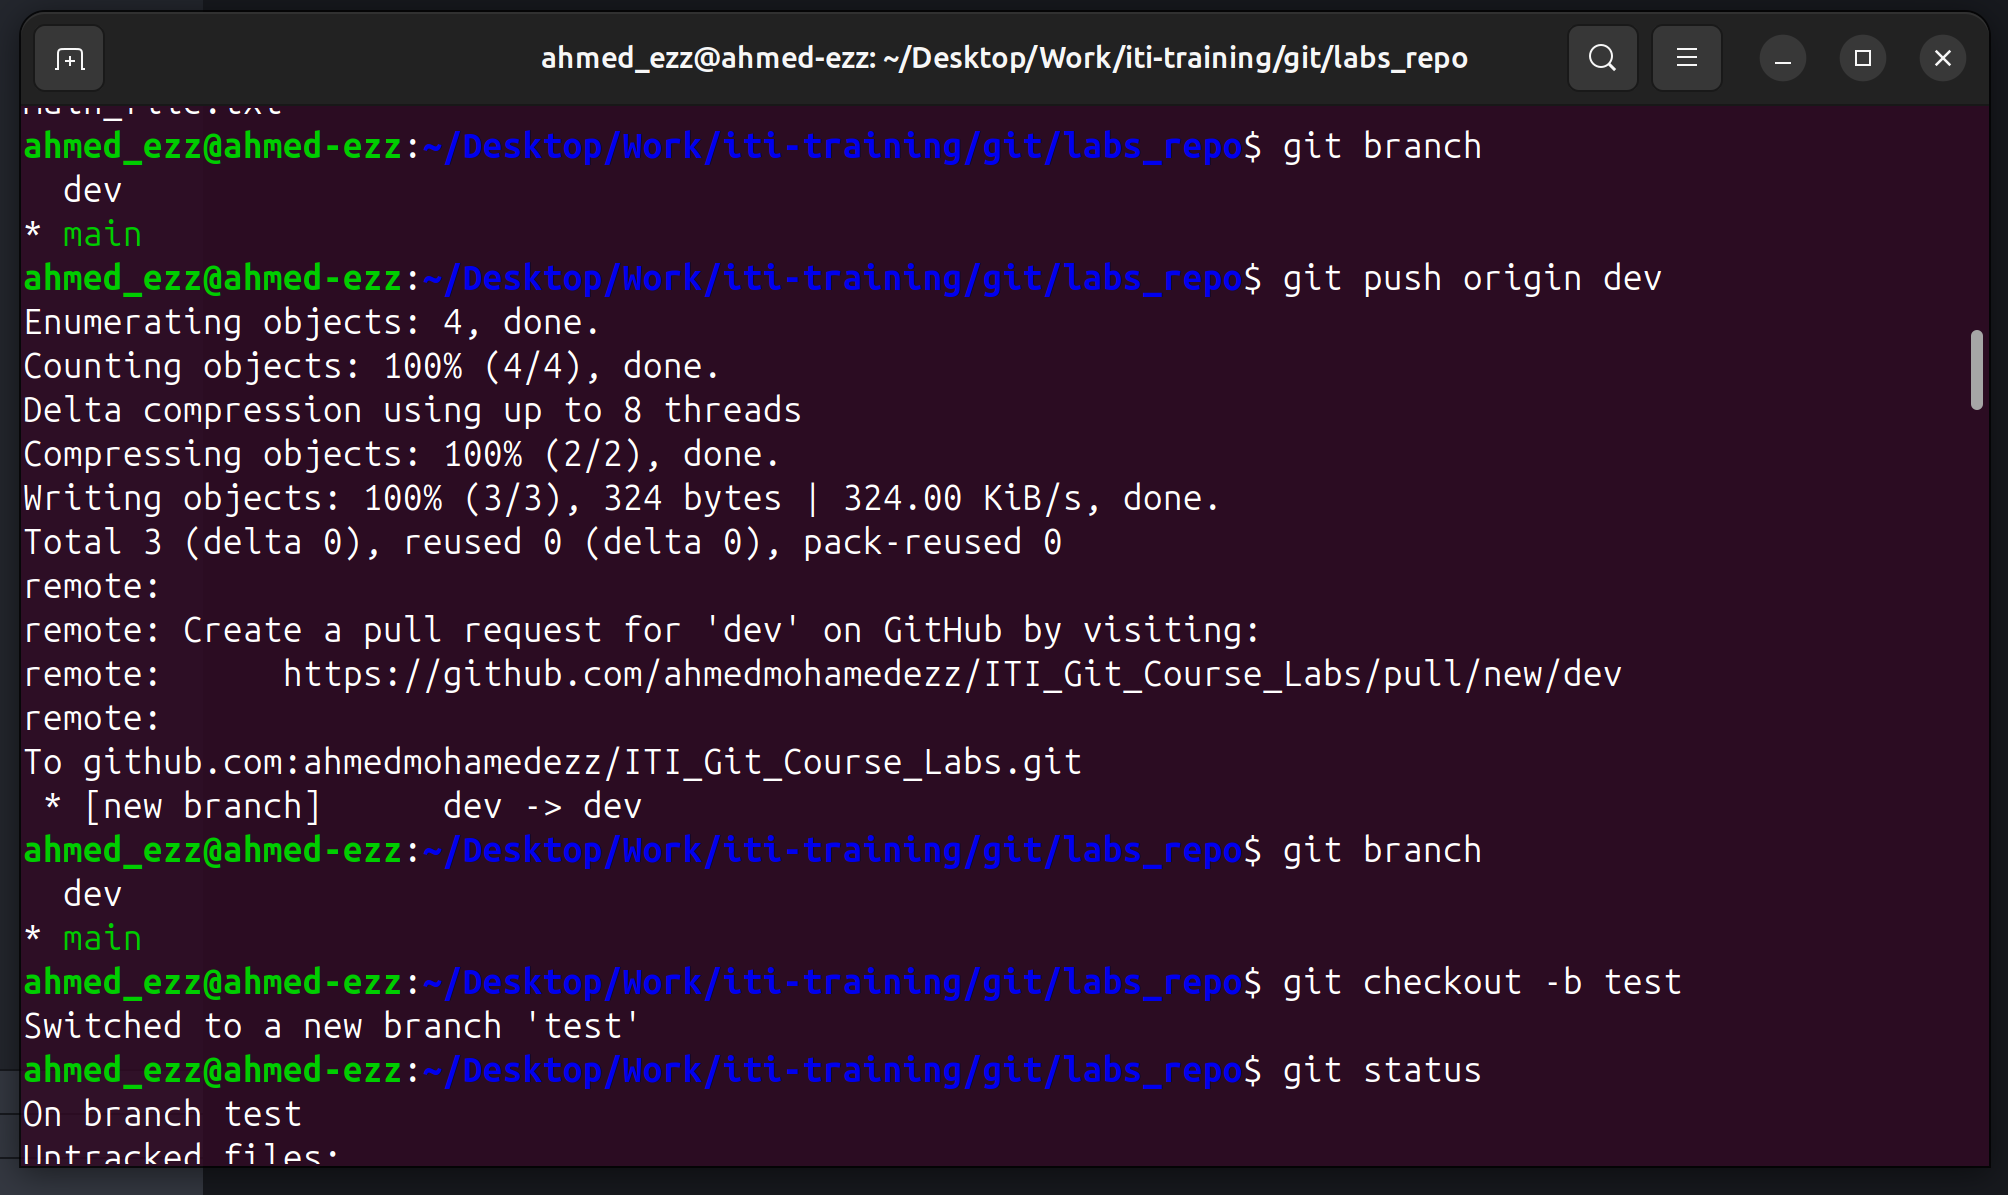 ahmed_ezz@ahmed-ezz: ~/Desktop/Work/iti-training/git/labs_repo
main_file.txt
ahmed_ezz@ahmed-ezz:~/Desktop/Work/iti-training/git/labs_repo$ git branch
  dev
* main
ahmed_ezz@ahmed-ezz:~/Desktop/Work/iti-training/git/labs_repo$ git push origin dev
Enumerating objects: 4, done.
Counting objects: 100% (4/4), done.
Delta compression using up to 8 threads
Compressing objects: 100% (2/2), done.
Writing objects: 100% (3/3), 324 bytes | 324.00 KiB/s, done.
Total 3 (delta 0), reused 0 (delta 0), pack-reused 0
remote:
remote: Create a pull request for 'dev' on GitHub by visiting:
remote:      https://github.com/ahmedmohamedezz/ITI_Git_Course_Labs/pull/new/dev
remote:
To github.com:ahmedmohamedezz/ITI_Git_Course_Labs.git
 * [new branch]      dev -> dev
ahmed_ezz@ahmed-ezz:~/Desktop/Work/iti-training/git/labs_repo$ git branch
  dev
* main
ahmed_ezz@ahmed-ezz:~/Desktop/Work/iti-training/git/labs_repo$ git checkout -b test
Switched to a new branch 'test'
ahmed_ezz@ahmed-ezz:~/Desktop/Work/iti-training/git/labs_repo$ git status
On branch test
Untracked files: